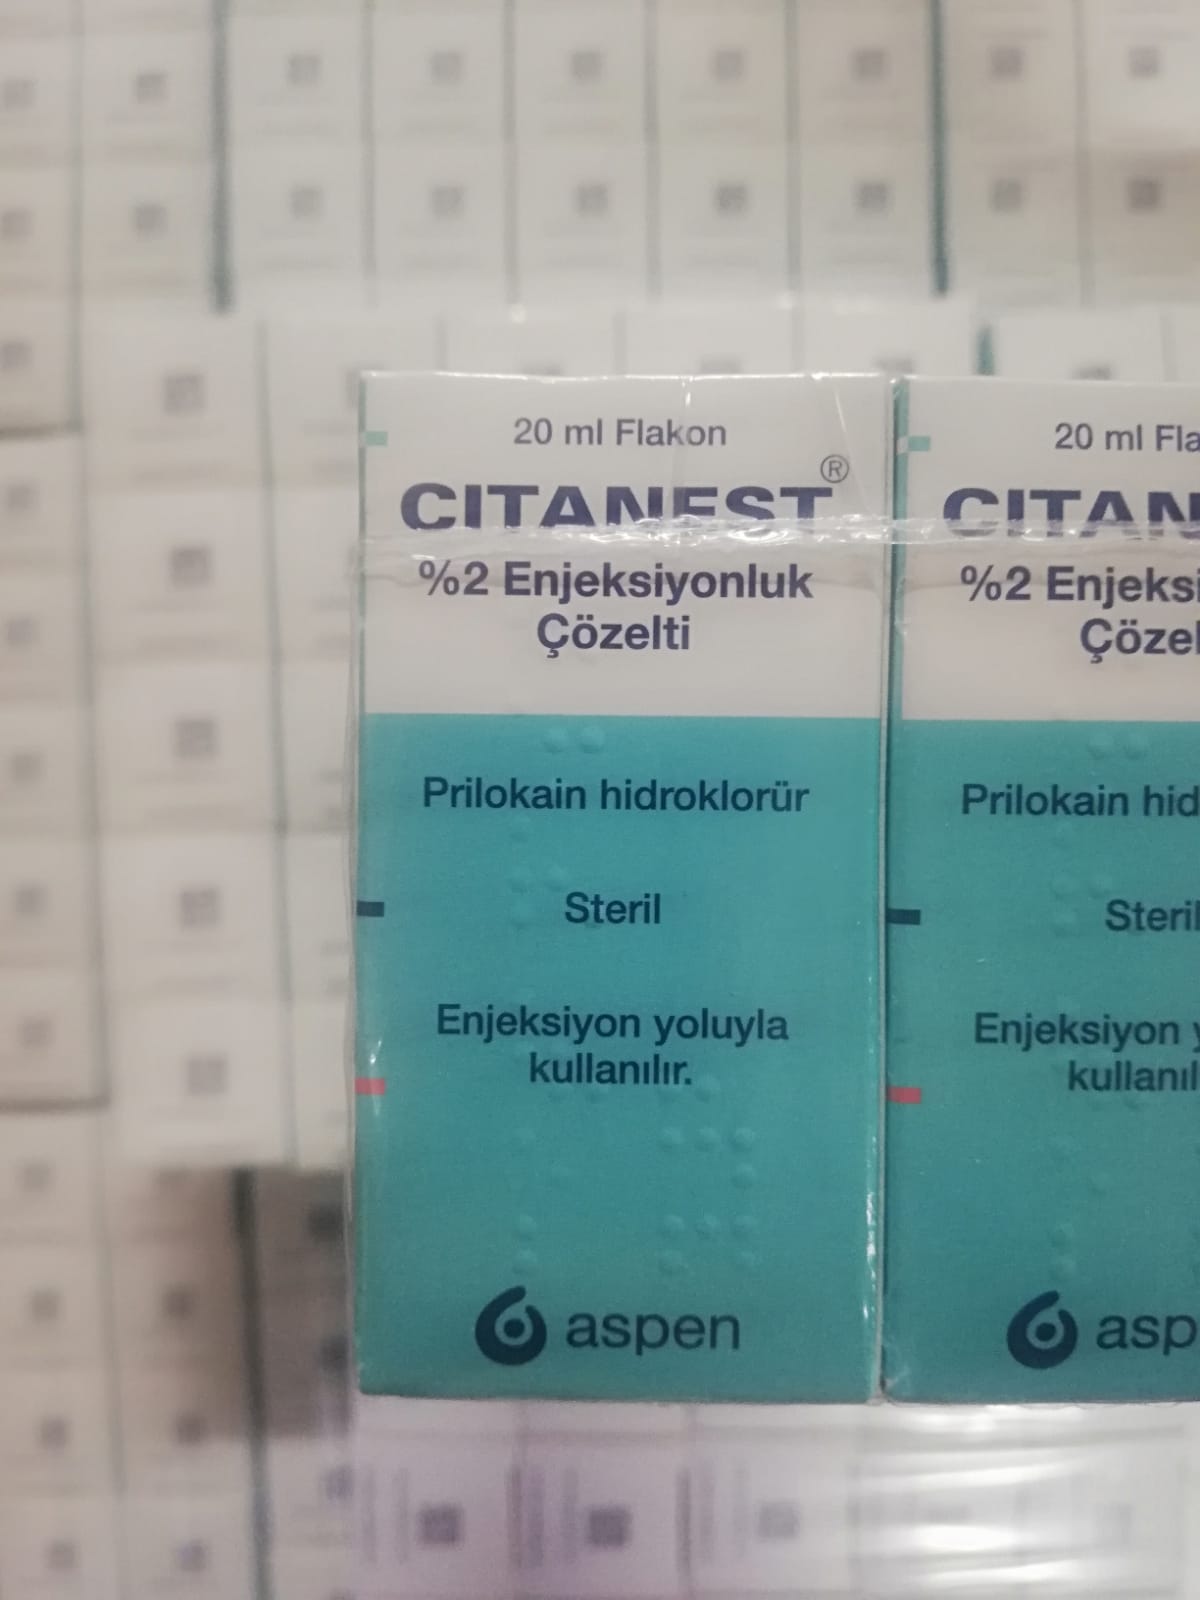 20 ml Flakon
CITANEST®
%2 Enjeksiyonluk
Çözelti
Prilokain hidroklorür
Steril
Enjeksiyon yoluyla
kullanılır.
aspen
20 ml Fla
CITAN
%2 Enjeksi
Çözel
Prilokain hid
Steril
Enjeksiyon y
kullanıl
asp